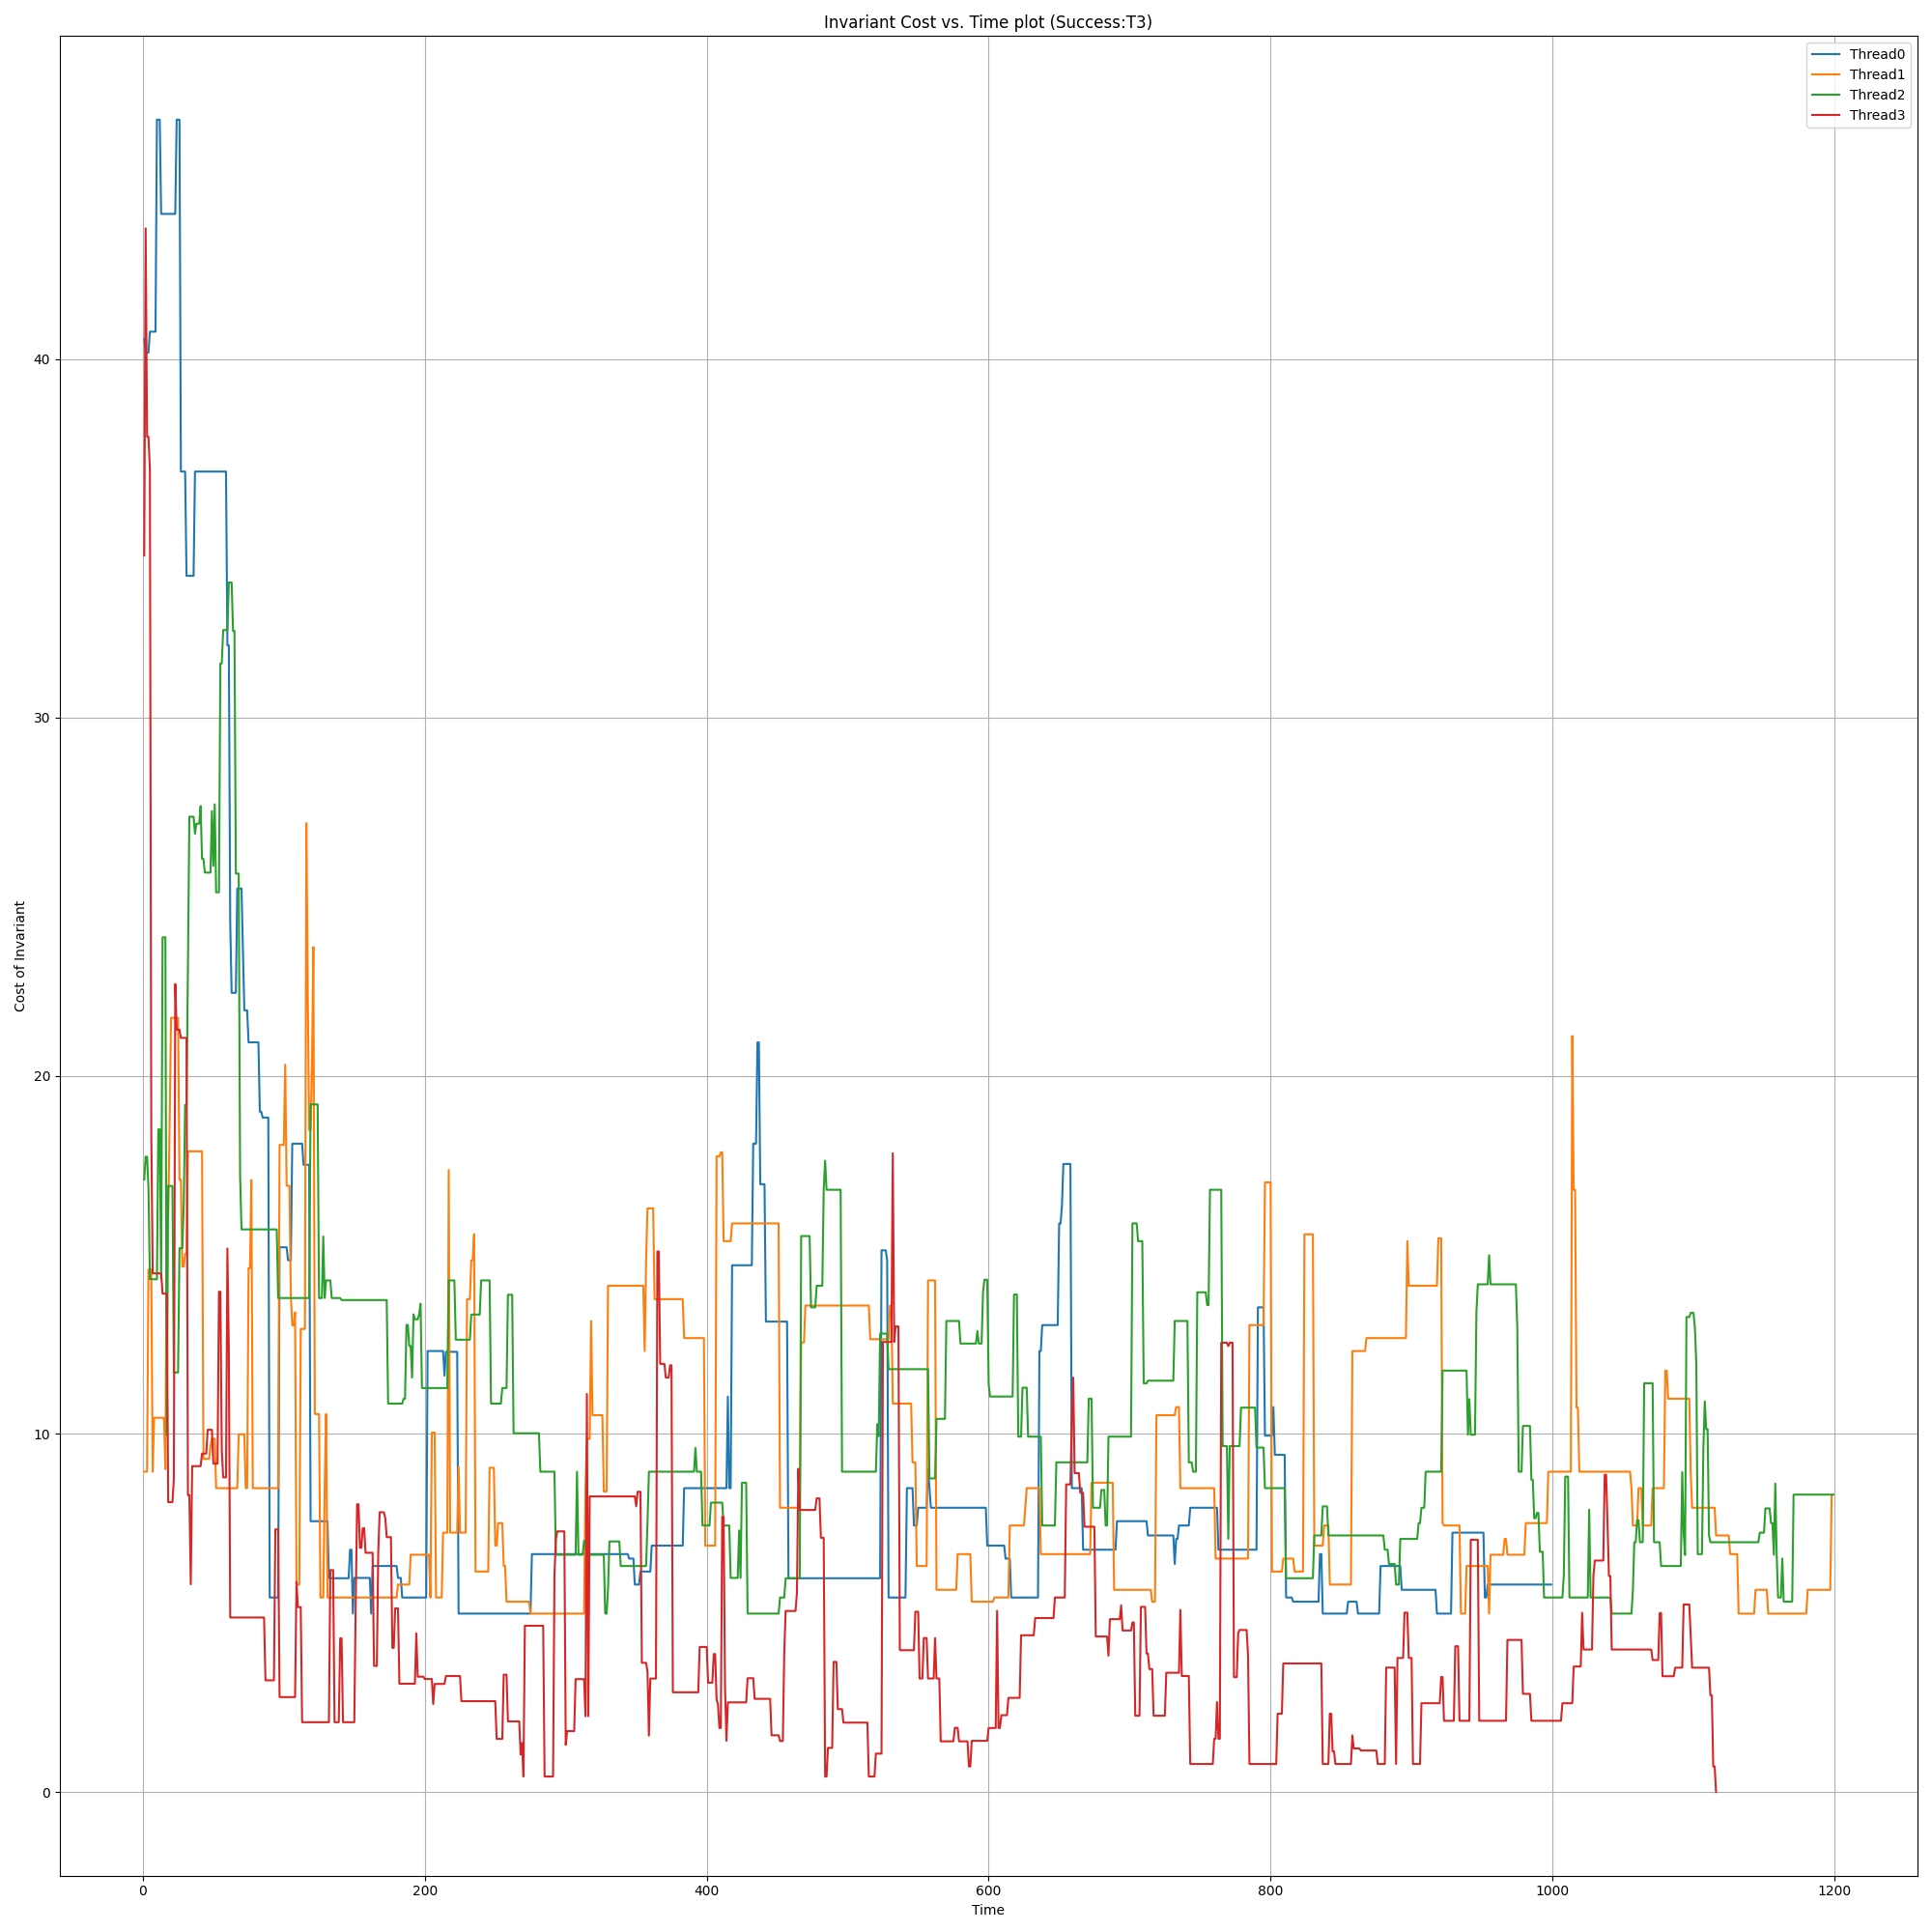 Invariant Cost vs. Time plot (Success:T3)
Thread0
Thread1
Thread2
Thread3
Cost of Invariant
40
30
20
10
0
0 200 400 600 800 1000 1200
Time